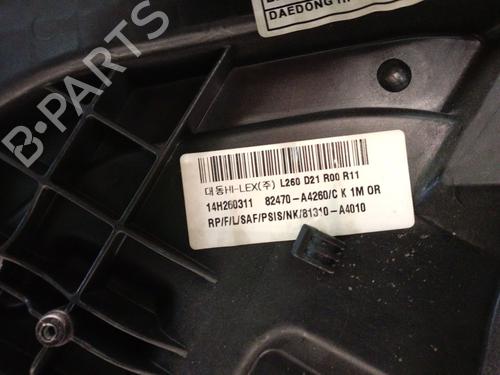 DAEDONG HI
대동HI-LEX(주) L260 D21 R00 R11
14H260311 82470-A4260/C K 1M OR
RP/F/L/SAF/PSIS/NK/81310-A4010
B-PARTS